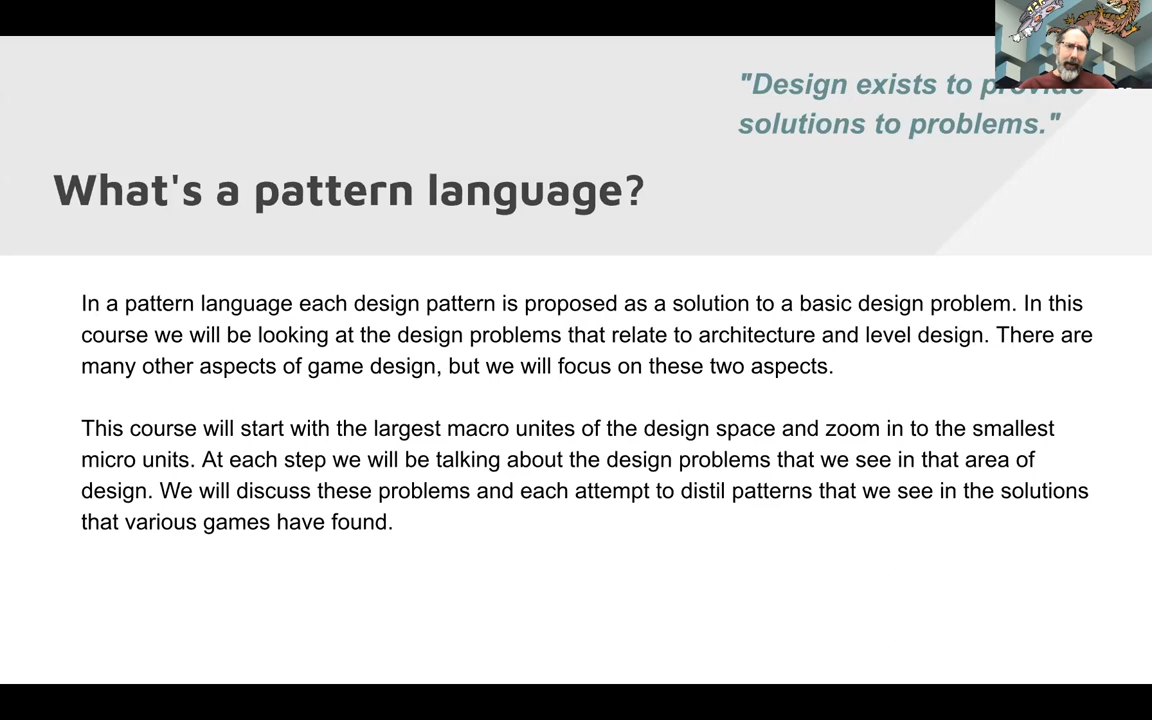 "Design exists to
solutions to problems."
What's a pattern language?
In a pattern language each design pattern is proposed as a solution to a basic design problem. In this
course we will be looking at the design problems that relate to architecture and level design. There are
many other aspects of game design, but we will focus on these two aspects.
This course will start with the largest macro unites of the design space and zoom in to the smallest
micro units. At each step we will be talking about the design problems that we see in that area of
design. We will discuss these problems and each attempt to distil patterns that we see in the solutions
that various games have found.